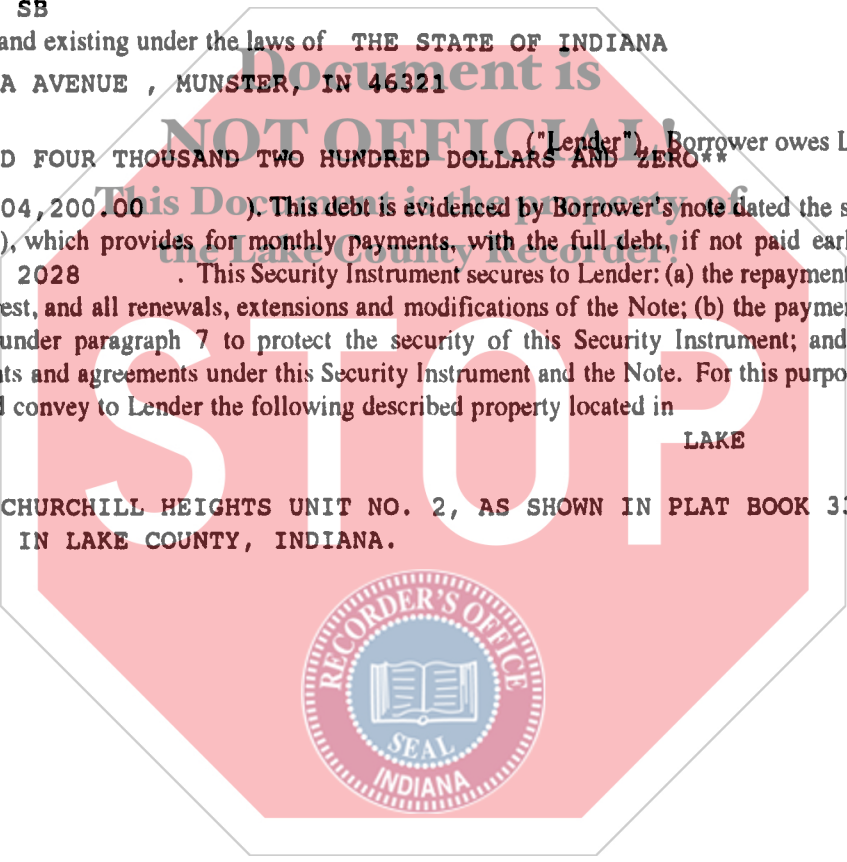 SB
and existing under the laws of THE STATE OF INDIANA
A AVENUE , MUNSTER, IN 46321
Document is
NOT OFFICIAL!
("Lender"). Borrower owes L
D FOUR THOUSAND TWO HUNDRED DOLLARS AND ZERO**
This Document is the property of
04,200.00 ). This debt is evidenced by Borrower's note dated the s
the Lake County Recorder!
), which provides for monthly payments, with the full debt, if not paid earl
2028 . This Security Instrument secures to Lender: (a) the repayment
est, and all renewals, extensions and modifications of the Note; (b) the payme
under paragraph 7 to protect the security of this Security Instrument; and
ts and agreements under this Security Instrument and the Note. For this purpo
convey to Lender the following described property located in
LAKE
STOP
CHURCHILL HEIGHTS UNIT NO. 2, AS SHOWN IN PLAT BOOK 33
IN LAKE COUNTY, INDIANA.
RECORDER'S OFFICE
SEAL
INDIANA